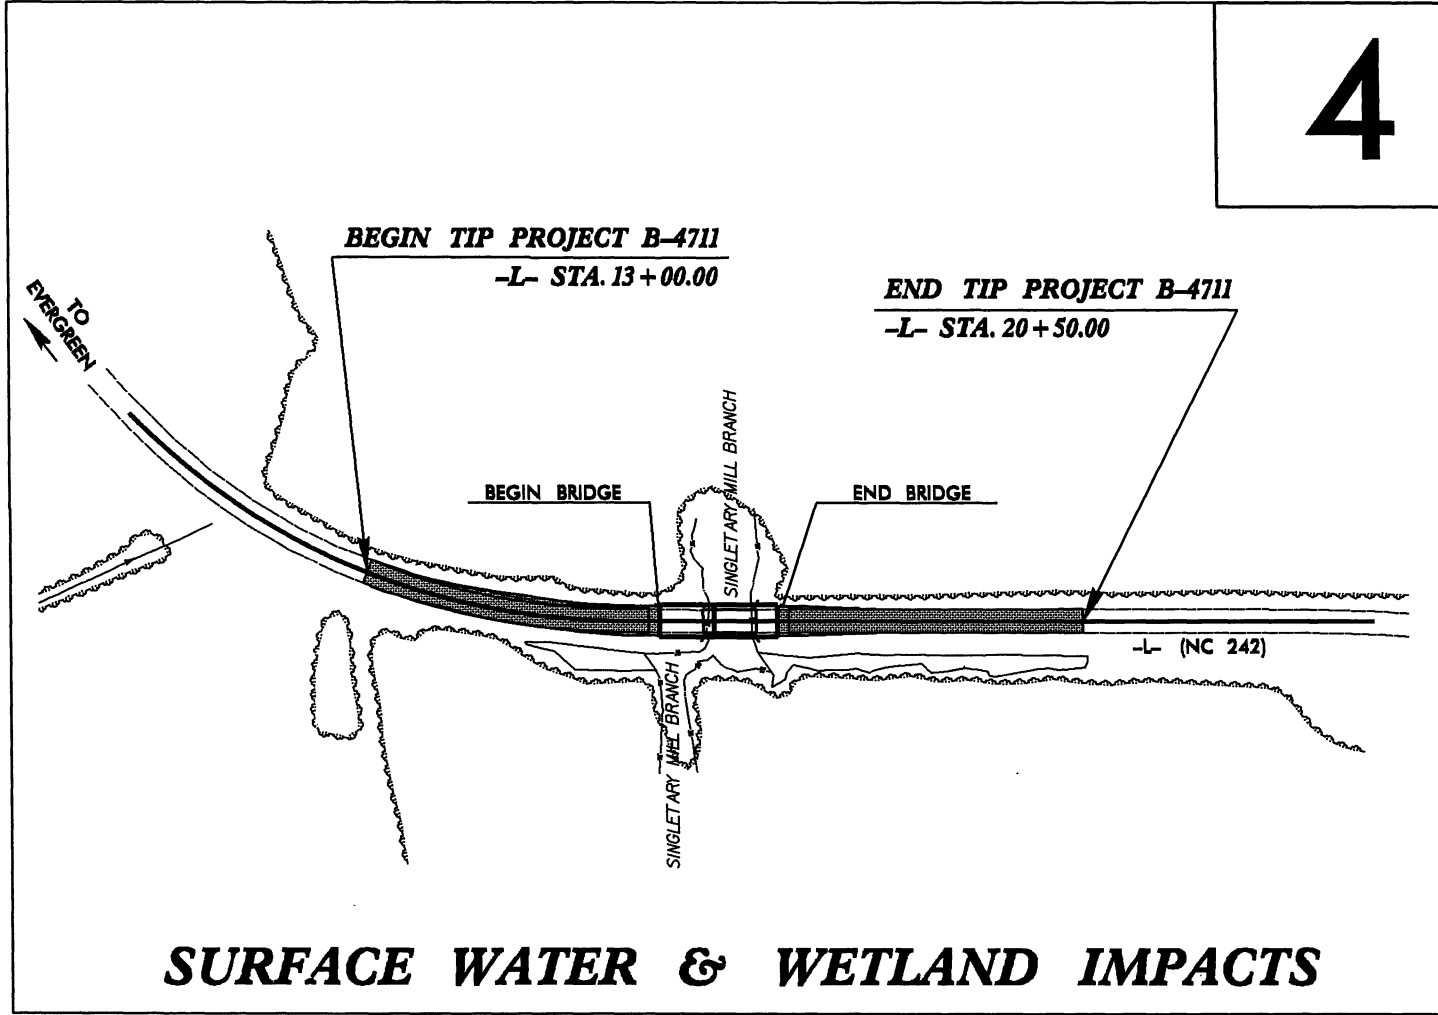 4
BEGIN TIP PROJECT B-4711
-L- STA. 13+00.00
TO
EVERGREEN
END TIP PROJECT B-4711
-L- STA. 20+50.00
SINGLETARY MILL BRANCH
BEGIN BRIDGE
END BRIDGE
-L- (NC 242)
SINGLETARY MILL BRANCH
SURFACE WATER & WETLAND IMPACTS